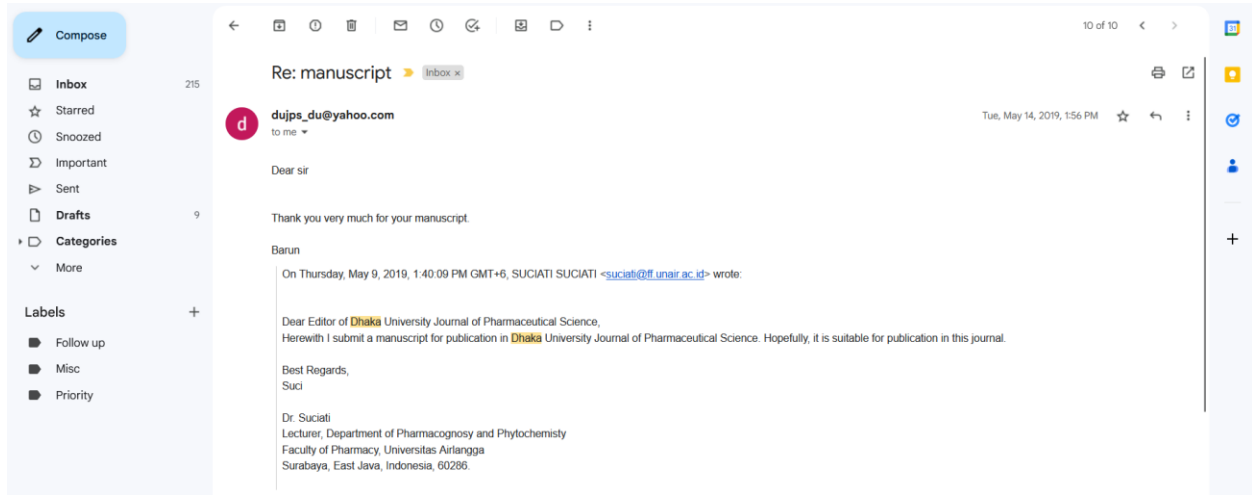 Compose
10 of 10
31
Inbox 215
Starred
Snoozed
Important
Sent
Drafts 9
Categories
More
Labels +
Follow up
Misc
Priority
Re: manuscript Inbox ×
d
dujps_du@yahoo.com
to me
Tue, May 14, 2019, 1:56 PM
Dear sir
Thank you very much for your manuscript.
Barun
On Thursday, May 9, 2019, 1:40:09 PM GMT+6, SUCIATI SUCIATI <suciati@ff.unair.ac.id> wrote:
Dear Editor of Dhaka University Journal of Pharmaceutical Science,
Herewith I submit a manuscript for publication in Dhaka University Journal of Pharmaceutical Science. Hopefully, it is suitable for publication in this journal.
Best Regards,
Suci
Dr. Suciati
Lecturer, Department of Pharmacognosy and Phytochemisty
Faculty of Pharmacy, Universitas Airlangga
Surabaya, East Java, Indonesia, 60286.